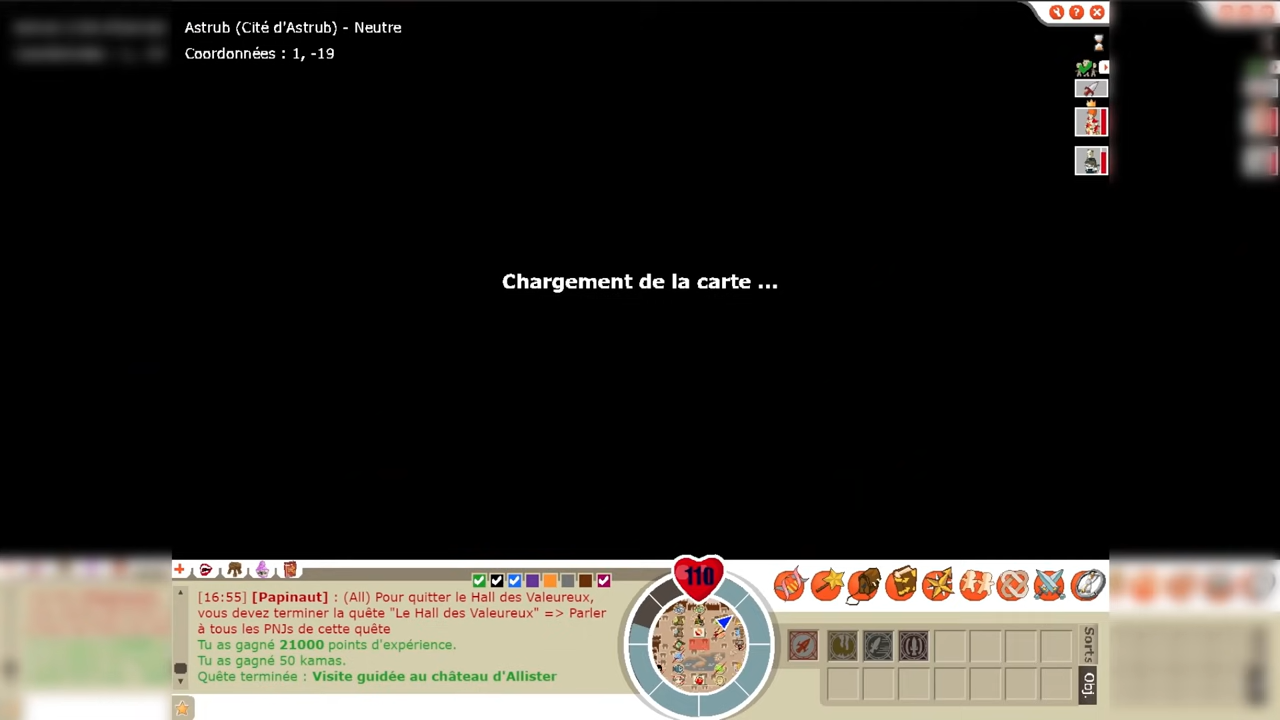 Astrub (Cité d'Astrub) - Neutre
Coordonnées : 1, -19
Chargement de la carte ...
[16:55] [Papinaut] : (All) Pour quitter le Hall des Valeureux,
vous devez terminer la quête "Le Hall des Valeureux" => Parler
à tous les PNJs de cette quête
Tu as gagné 21000 points d'expérience.
Tu as gagné 50 kamas.
Quête terminée : Visite guidée au château d'Allister
110
Sorts
Obj.